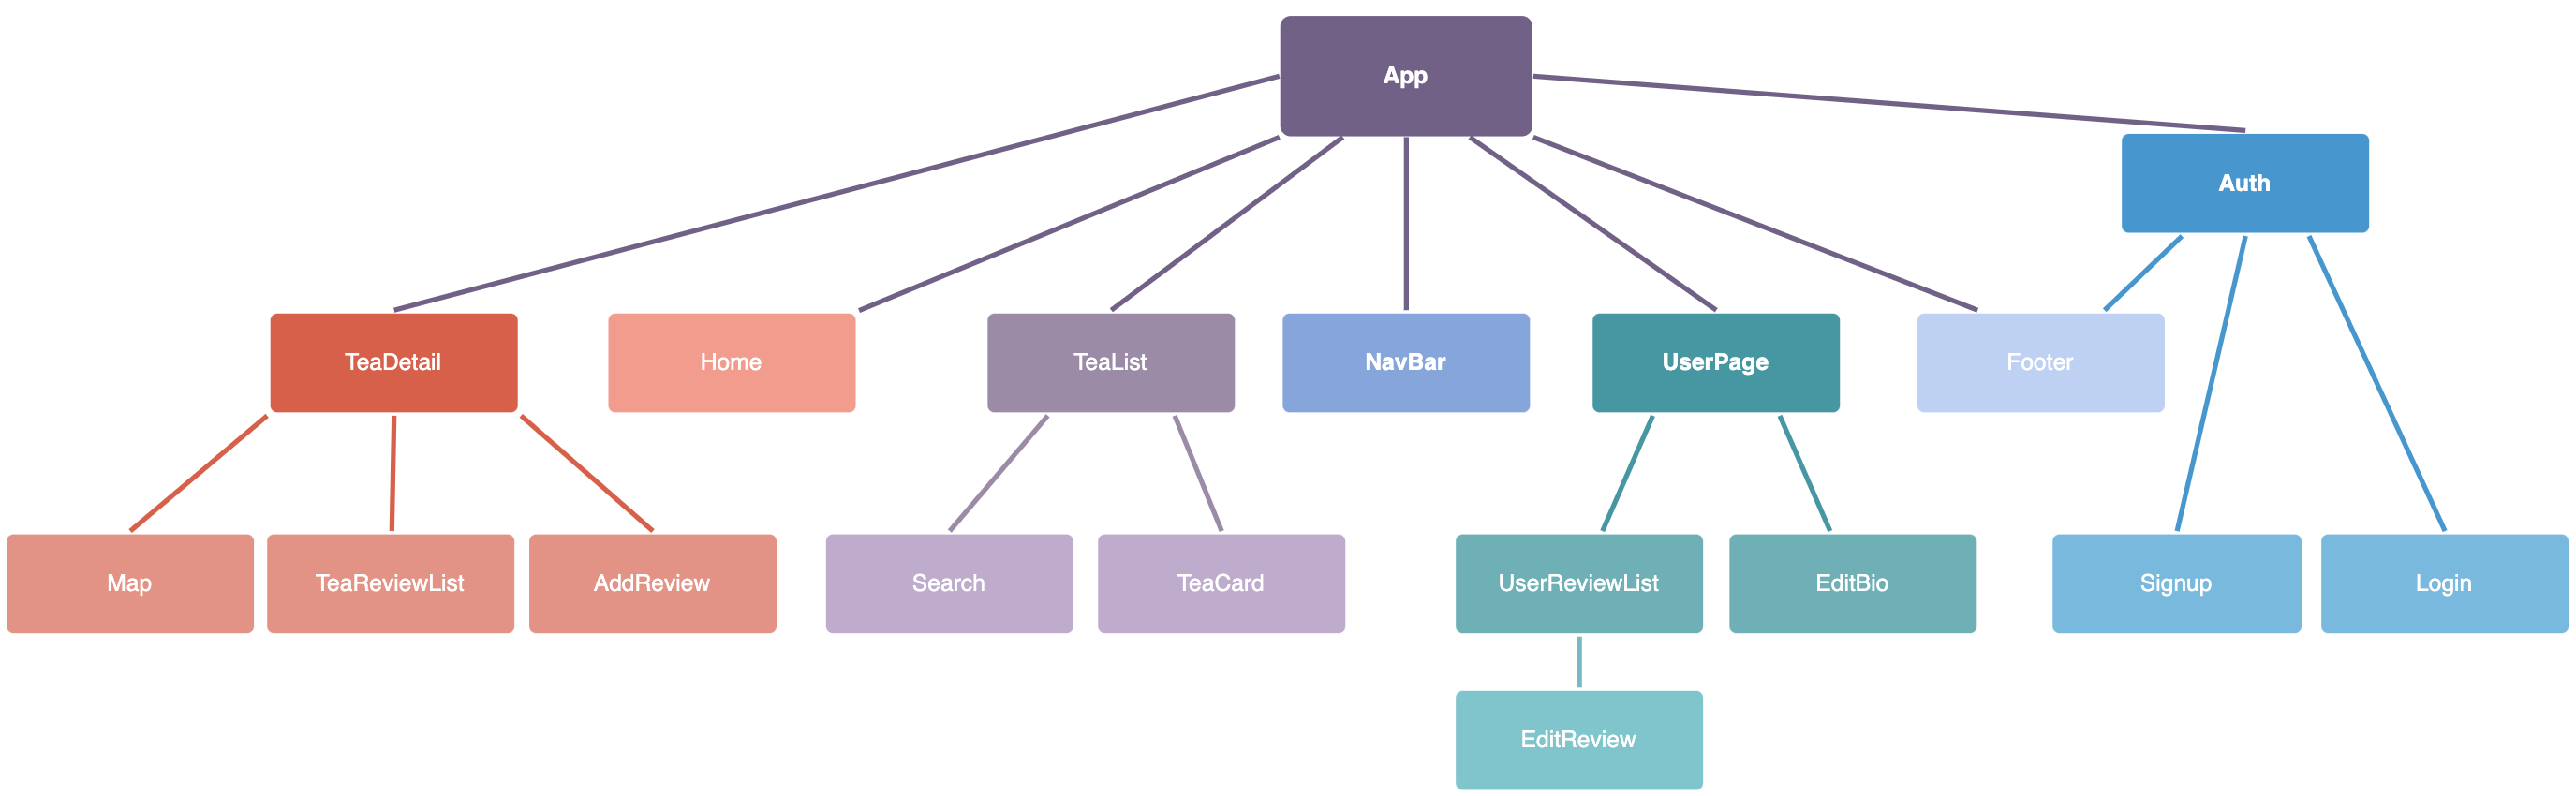 App
Auth
TeaDetail
Home
TeaList
NavBar
UserPage
Footer
Map
TeaReviewList
AddReview
Search
TeaCard
UserReviewList
EditBio
Signup
Login
EditReview